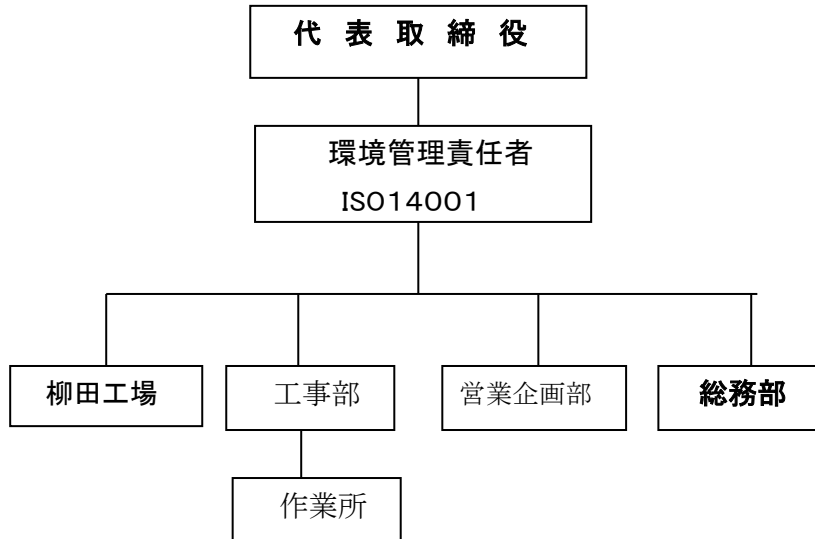 代表取締役
環境管理責任者
ISO14001
柳田工場
工事部
営業企画部
総務部
作業所